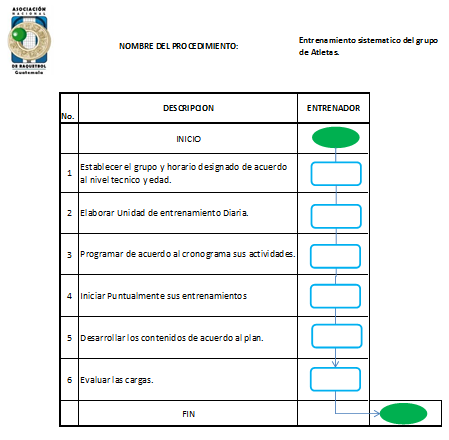 ASOCIACIÓN
NACIONAL
DE RAQUETBOL
Guatemala
NOMBRE DEL PROCEDIMIENTO:
Entrenamiento sistematico del grupo
de Atletas.
No.
DESCRIPCION
ENTRENADOR
INICIO
1
Establecer el grupo y horario designado de acuerdo
al nivel tecnico y edad.
2
Elaborar Unidad de entrenamiento Diaria.
3
Programar de acuerdo al cronograma sus actividades.
4
Iniciar Puntualmente sus entrenamientos
5
Desarrollar los contenidos de acuerdo al plan.
6
Evaluar las cargas.
FIN